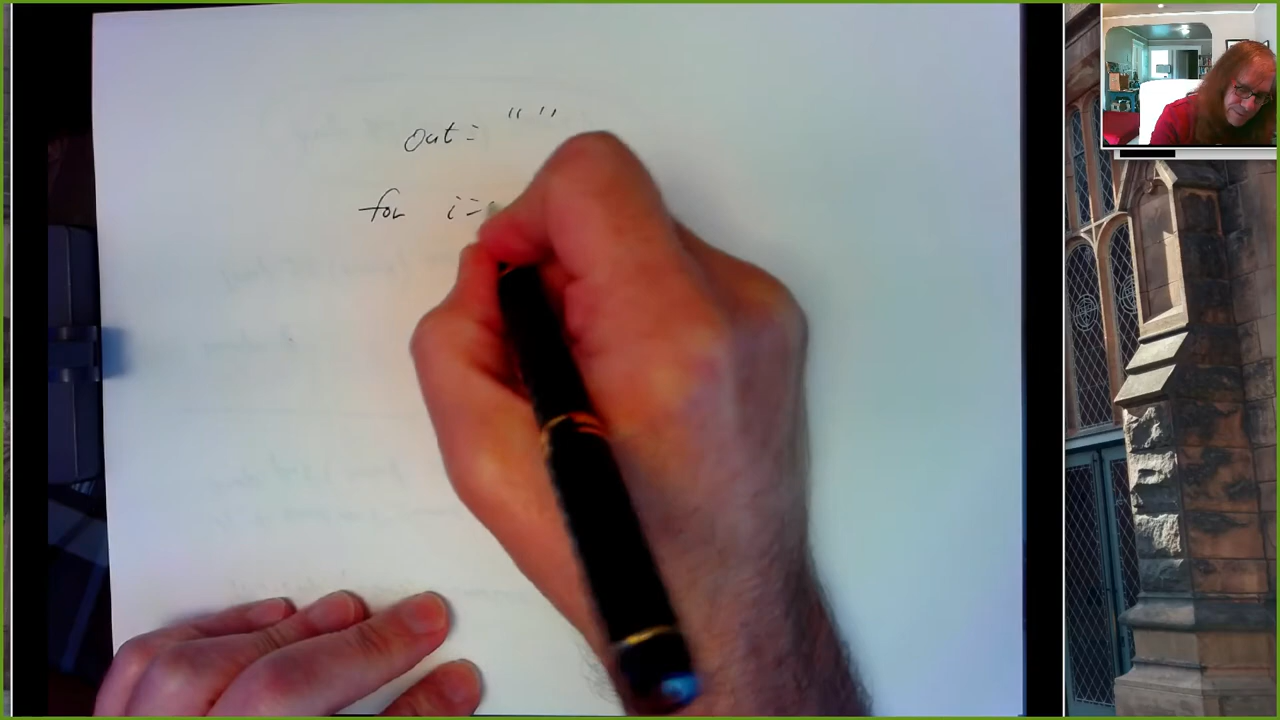 out = " "
for i =